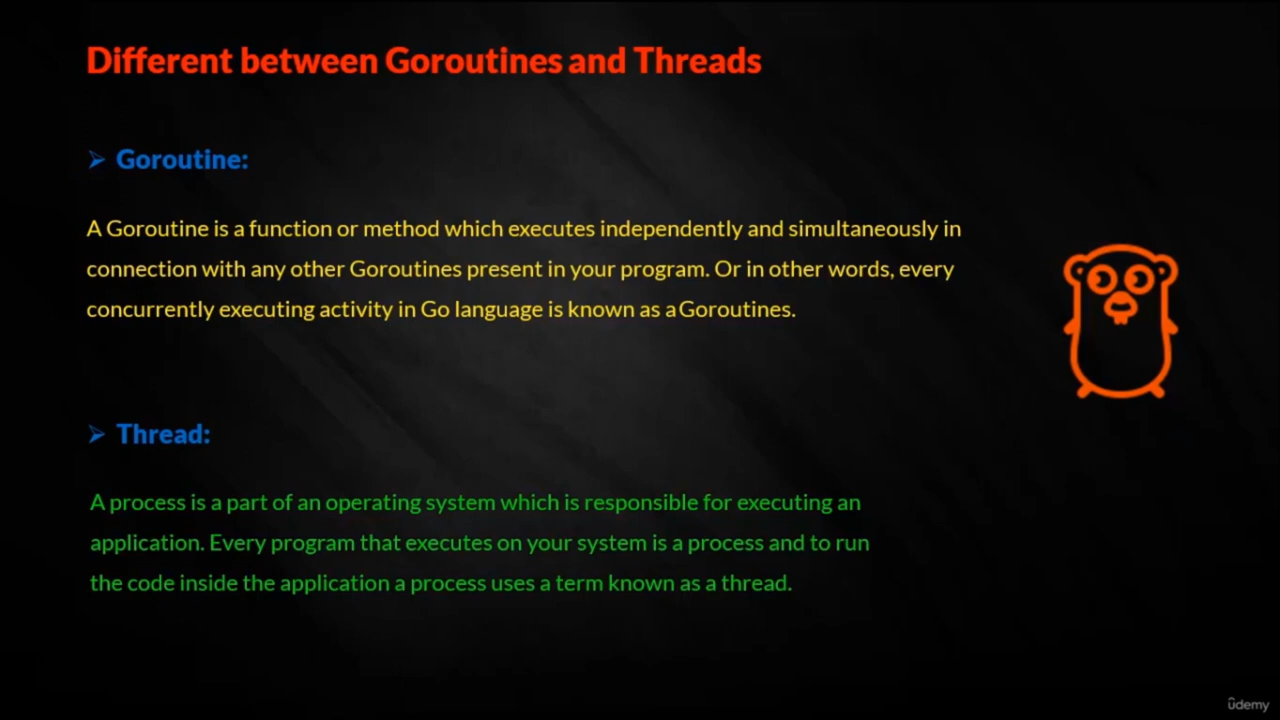 Different between Goroutines and Threads
➢ Goroutine:
A Goroutine is a function or method which executes independently and simultaneously in
connection with any other Goroutines present in your program. Or in other words, every
concurrently executing activity in Go language is known as a Goroutines.
➢ Thread:
A process is a part of an operating system which is responsible for executing an
application. Every program that executes on your system is a process and to run
the code inside the application a process uses a term known as a thread.
ûdemy